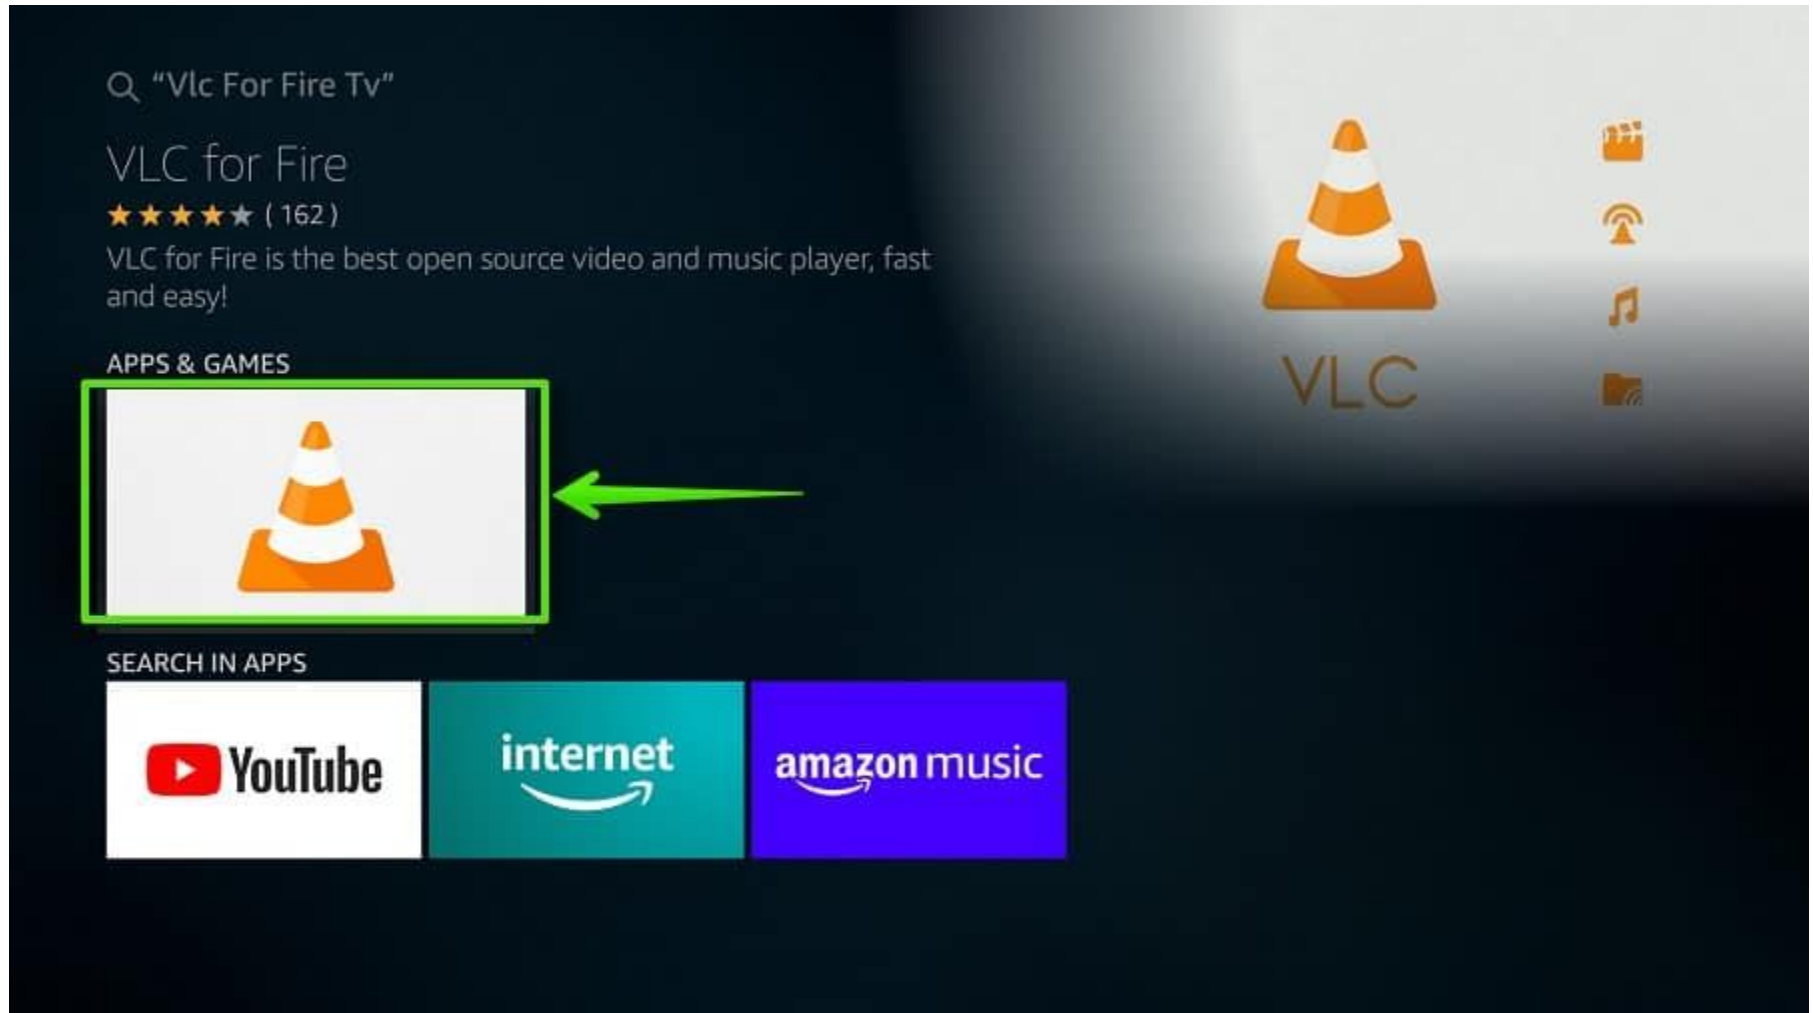 "Vlc For Fire Tv"
VLC for Fire
( 162 )
VLC for Fire is the best open source video and music player, fast
and easy!
VLC
APPS & GAMES
SEARCH IN APPS
YouTube
internet
amazon music